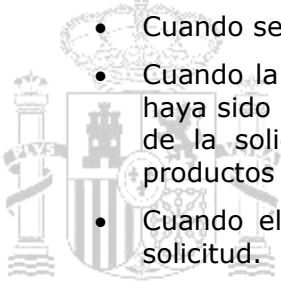 • Cuando se
• Cuando la
haya sido
de la soli
productos
• Cuando el
solicitud.